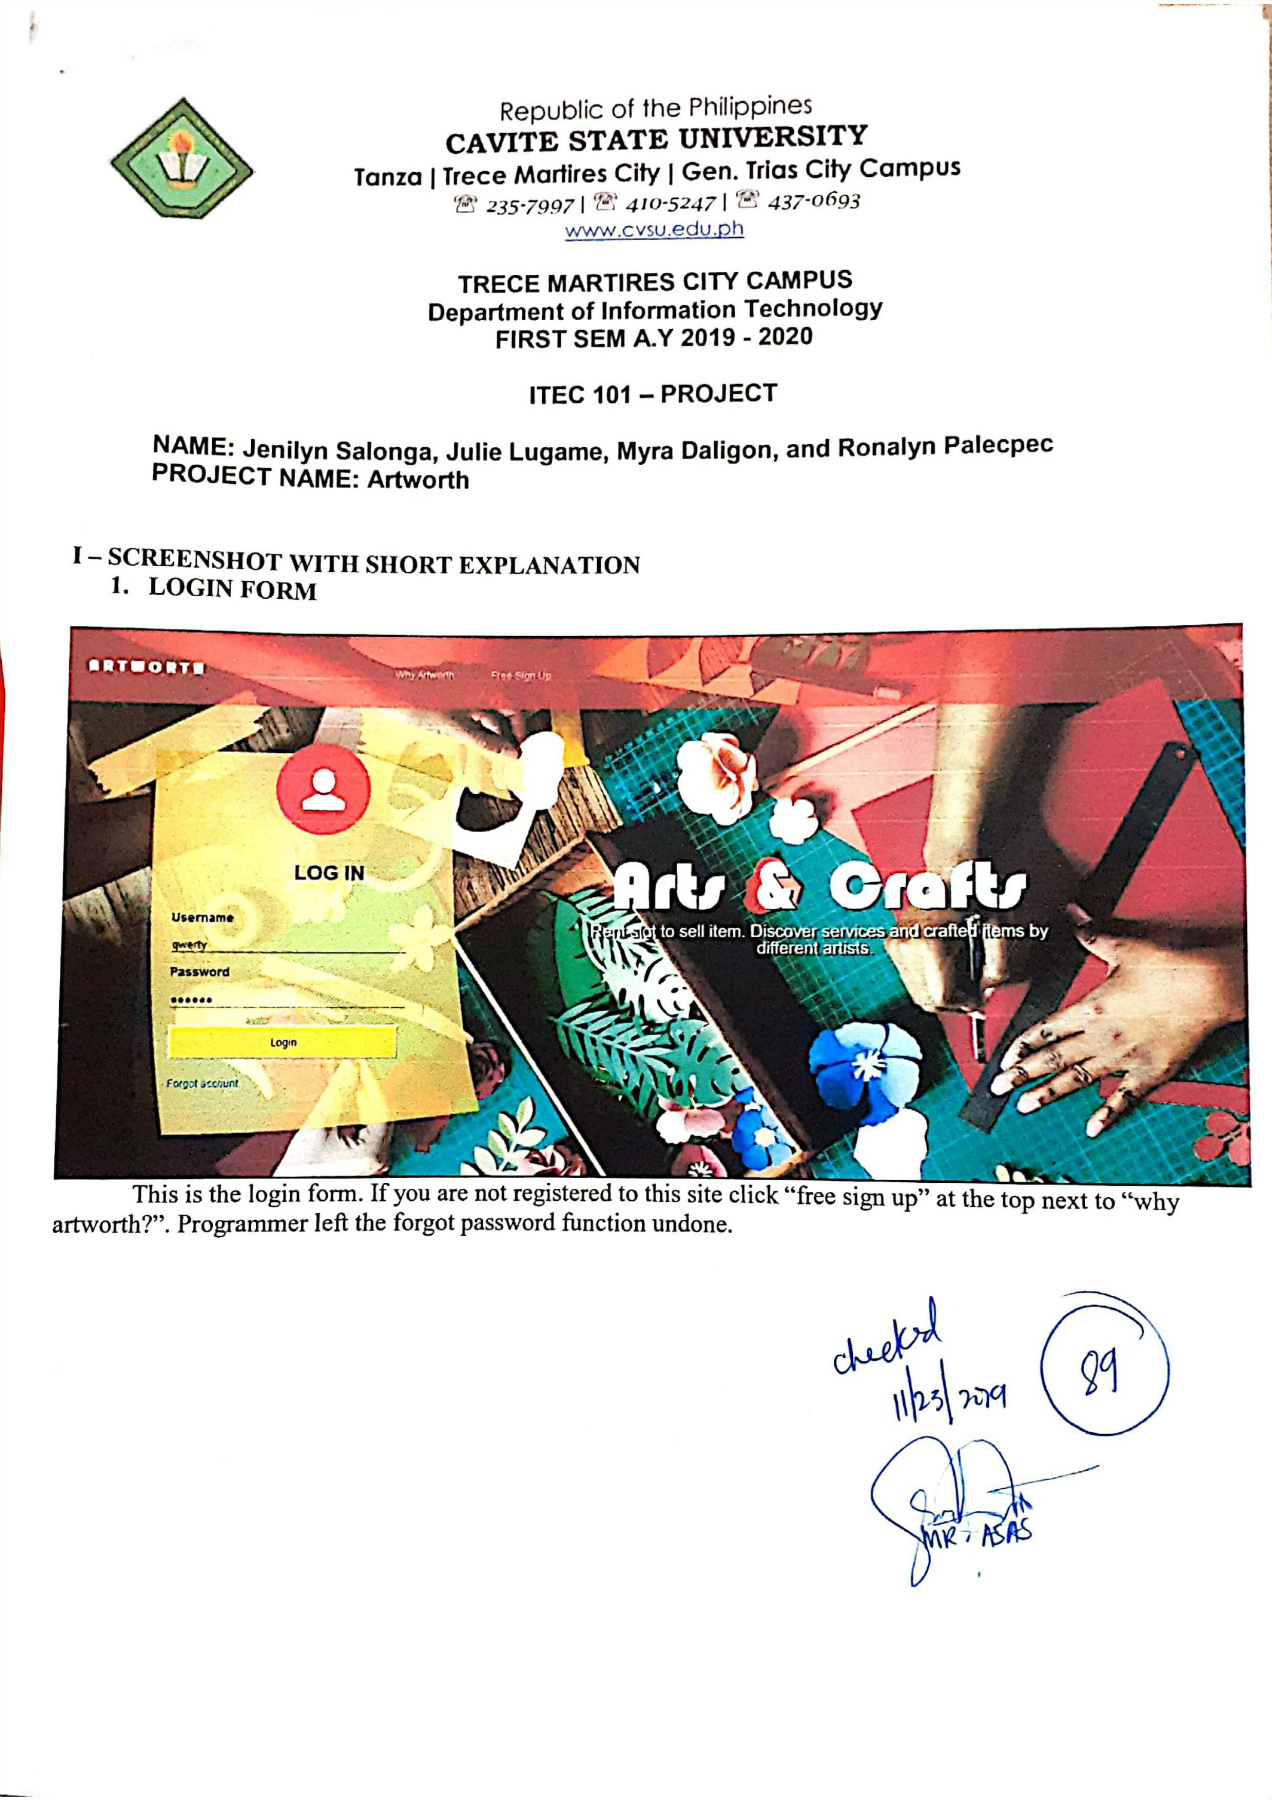 Republic of the Philippines
CAVITE STATE UNIVERSITY
Tanza | Trece Martires City | Gen. Trias City Campus
☎ 235-7997 | ☎ 410-5247 | ☎ 437-0693
www.cvsu.edu.ph
TRECE MARTIRES CITY CAMPUS
Department of Information Technology
FIRST SEM A.Y 2019 - 2020
ITEC 101 – PROJECT
NAME: Jenilyn Salonga, Julie Lugame, Myra Daligon, and Ronalyn Palecpec
PROJECT NAME: Artworth
I – SCREENSHOT WITH SHORT EXPLANATION
1. LOGIN FORM
ARTWORTH
Why Artworth Free Sign Up
LOG IN
Username
qwerty
Password
••••••
Login
Forgot account
Arts & Crafts
Rent slot to sell item. Discover services and crafted items by
different artists.
This is the login form. If you are not registered to this site click “free sign up” at the top next to “why
artworth?”. Programmer left the forgot password function undone.
checked
11/23/2019
89
MR. ASAS